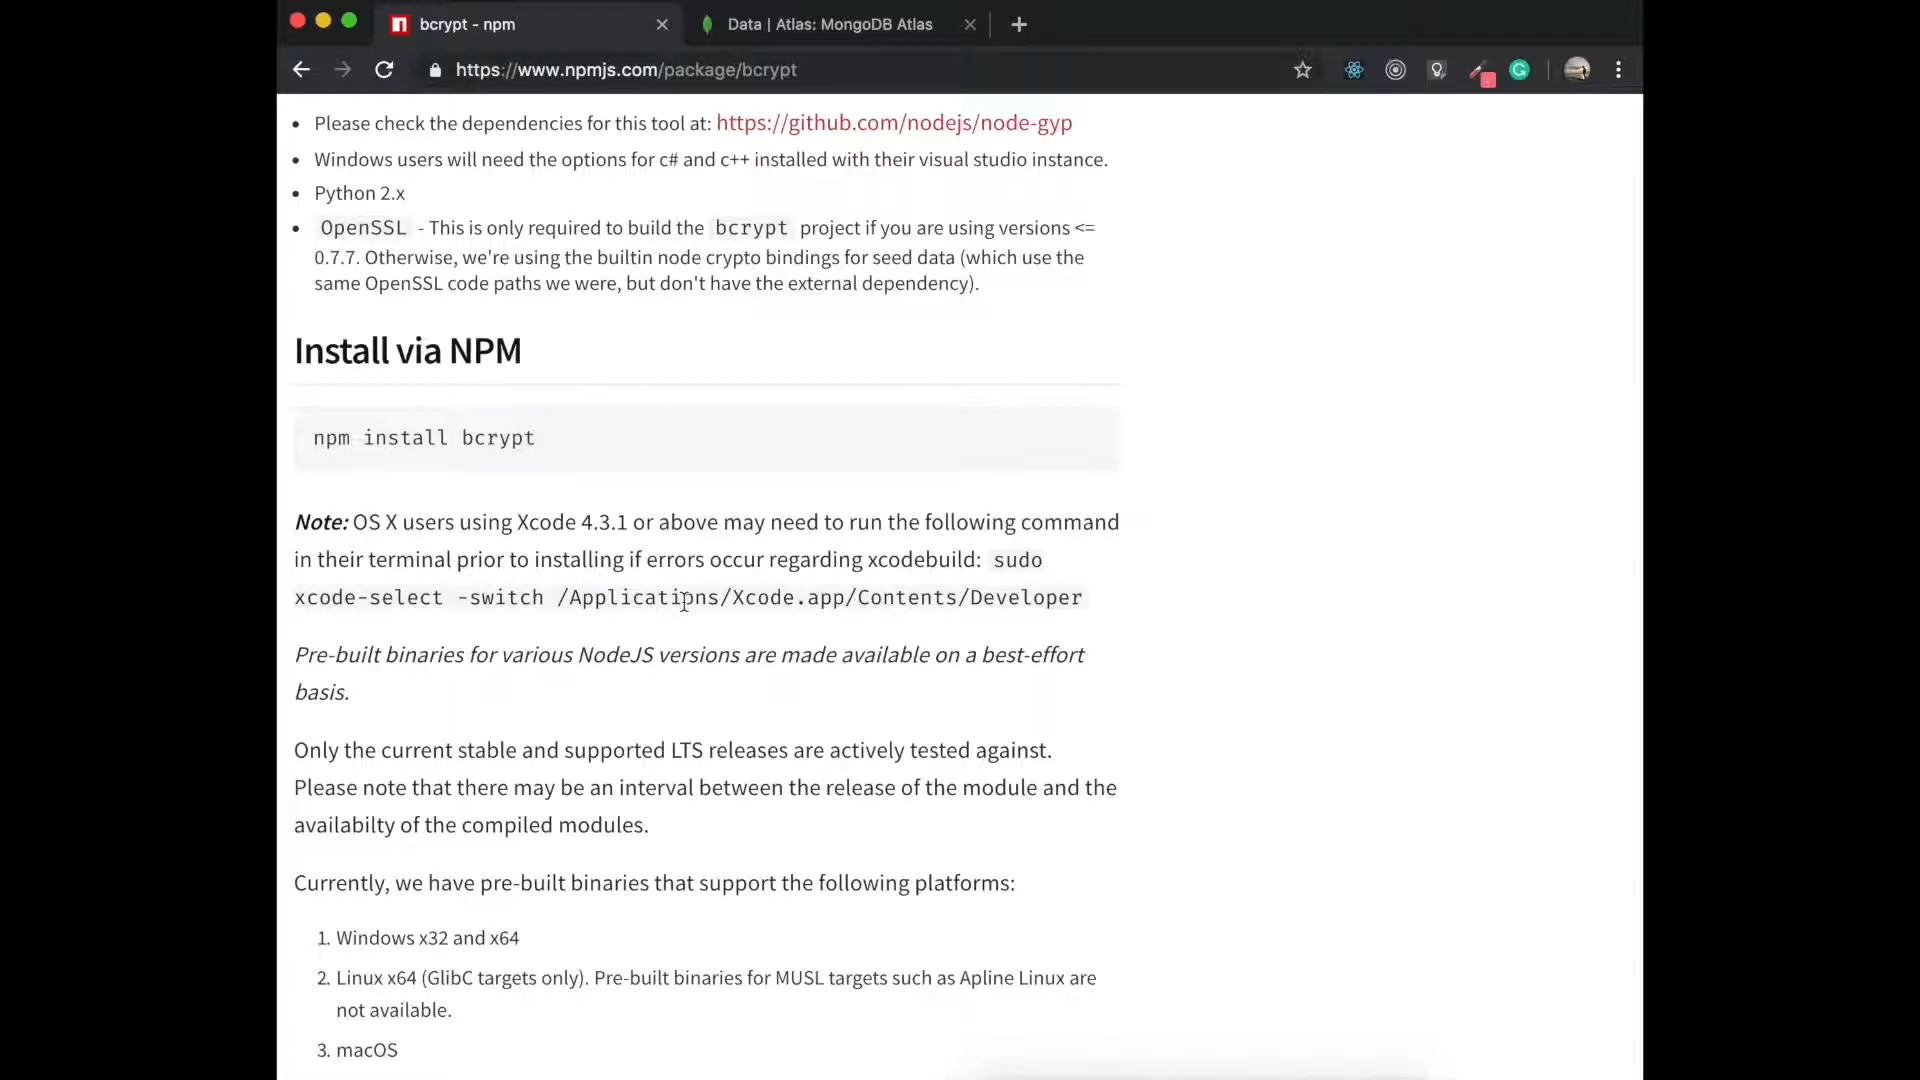 bcrypt - npm
Data | Atlas: MongoDB Atlas
https://www.npmjs.com/package/bcrypt
• Please check the dependencies for this tool at: https://github.com/nodejs/node-gyp
• Windows users will need the options for c# and c++ installed with their visual studio instance.
• Python 2.x
• OpenSSL - This is only required to build the bcrypt project if you are using versions <=
0.7.7. Otherwise, we're using the builtin node crypto bindings for seed data (which use the
same OpenSSL code paths we were, but don't have the external dependency).
Install via NPM
npm install bcrypt
Note: OS X users using Xcode 4.3.1 or above may need to run the following command
in their terminal prior to installing if errors occur regarding xcodebuild: sudo
xcode-select -switch /Applications/Xcode.app/Contents/Developer
Pre-built binaries for various NodeJS versions are made available on a best-effort
basis.
Only the current stable and supported LTS releases are actively tested against.
Please note that there may be an interval between the release of the module and the
availabilty of the compiled modules.
Currently, we have pre-built binaries that support the following platforms:
1. Windows x32 and x64
2. Linux x64 (GlibC targets only). Pre-built binaries for MUSL targets such as Apline Linux are
not available.
3. macOS